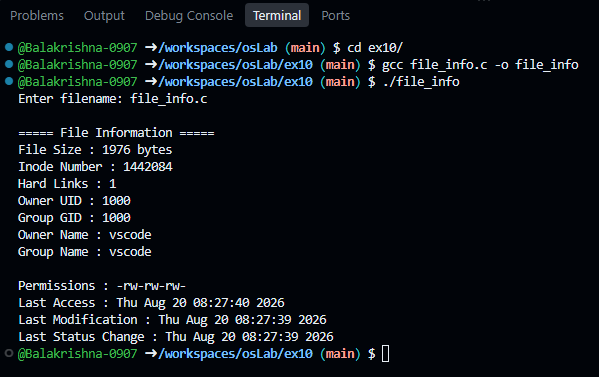 Problems Output Debug Console Terminal Ports
@Balakrishna-0907 ➜/workspaces/osLab (main) $ cd ex10/
@Balakrishna-0907 ➜/workspaces/osLab/ex10 (main) $ gcc file_info.c -o file_info
@Balakrishna-0907 ➜/workspaces/osLab/ex10 (main) $ ./file_info
Enter filename: file_info.c
===== File Information =====
File Size : 1976 bytes
Inode Number : 1442084
Hard Links : 1
Owner UID : 1000
Group GID : 1000
Owner Name : vscode
Group Name : vscode
Permissions : -rw-rw-rw-
Last Access : Thu Aug 20 08:27:40 2026
Last Modification : Thu Aug 20 08:27:39 2026
Last Status Change : Thu Aug 20 08:27:39 2026
@Balakrishna-0907 ➜/workspaces/osLab/ex10 (main) $